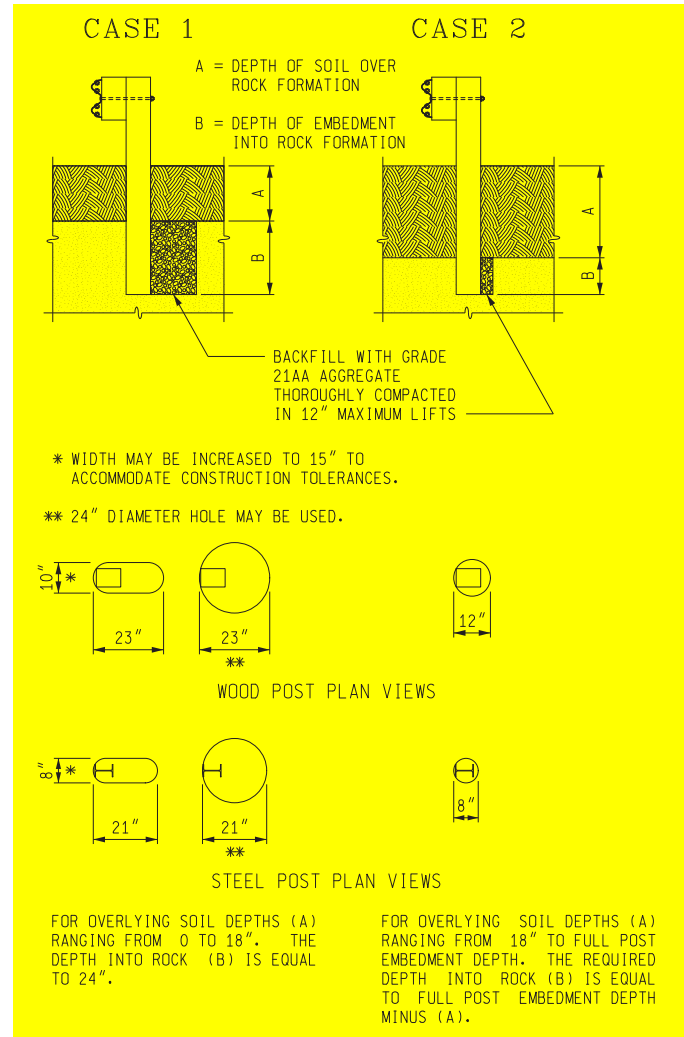 CASE 1
CASE 2
A = DEPTH OF SOIL OVER
ROCK FORMATION
B = DEPTH OF EMBEDMENT
INTO ROCK FORMATION
A
B
A
B
BACKFILL WITH GRADE
21AA AGGREGATE
THOROUGHLY COMPACTED
IN 12" MAXIMUM LIFTS
* WIDTH MAY BE INCREASED TO 15" TO
ACCOMMODATE CONSTRUCTION TOLERANCES.
** 24" DIAMETER HOLE MAY BE USED.
10" *
23"
23"
**
12"
WOOD POST PLAN VIEWS
8" *
21"
21"
**
8"
STEEL POST PLAN VIEWS
FOR OVERLYING SOIL DEPTHS (A)
RANGING FROM 0 TO 18". THE
DEPTH INTO ROCK (B) IS EQUAL
TO 24".
FOR OVERLYING SOIL DEPTHS (A)
RANGING FROM 18" TO FULL POST
EMBEDMENT DEPTH. THE REQUIRED
DEPTH INTO ROCK (B) IS EQUAL
TO FULL POST EMBEDMENT DEPTH
MINUS (A).